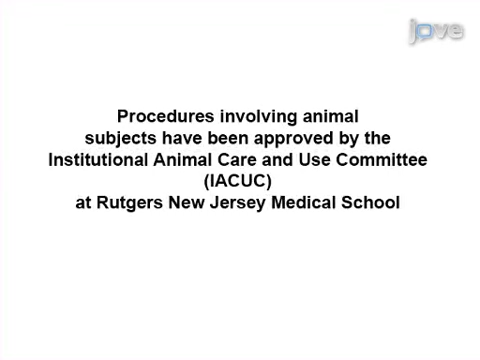 jove
Procedures involving animal
subjects have been approved by the
Institutional Animal Care and Use Committee
(IACUC)
at Rutgers New Jersey Medical School